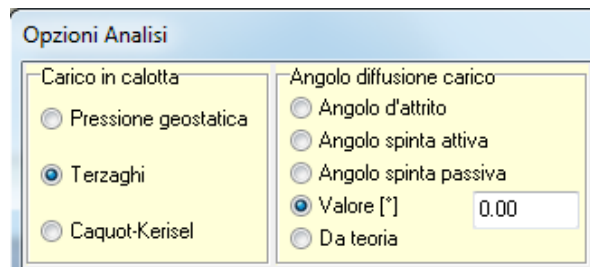 Opzioni Analisi
Carico in calotta
Pressione geostatica
Terzaghi
Caquot-Kerisel
Angolo diffusione carico
Angolo d'attrito
Angolo spinta attiva
Angolo spinta passiva
Valore [°] 0.00
Da teoria